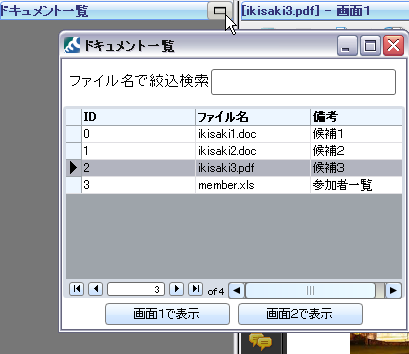 ドキュメント一覧
[ikisaki3.pdf] - 画面1
ドキュメント一覧
ファイル名で絞込検索
ID ファイル名 備考
0 ikisaki1.doc 候補1
1 ikisaki2.doc 候補2
2 ikisaki3.pdf 候補3
3 member.xls 参加者一覧
3 of 4
画面1で表示 画面2で表示